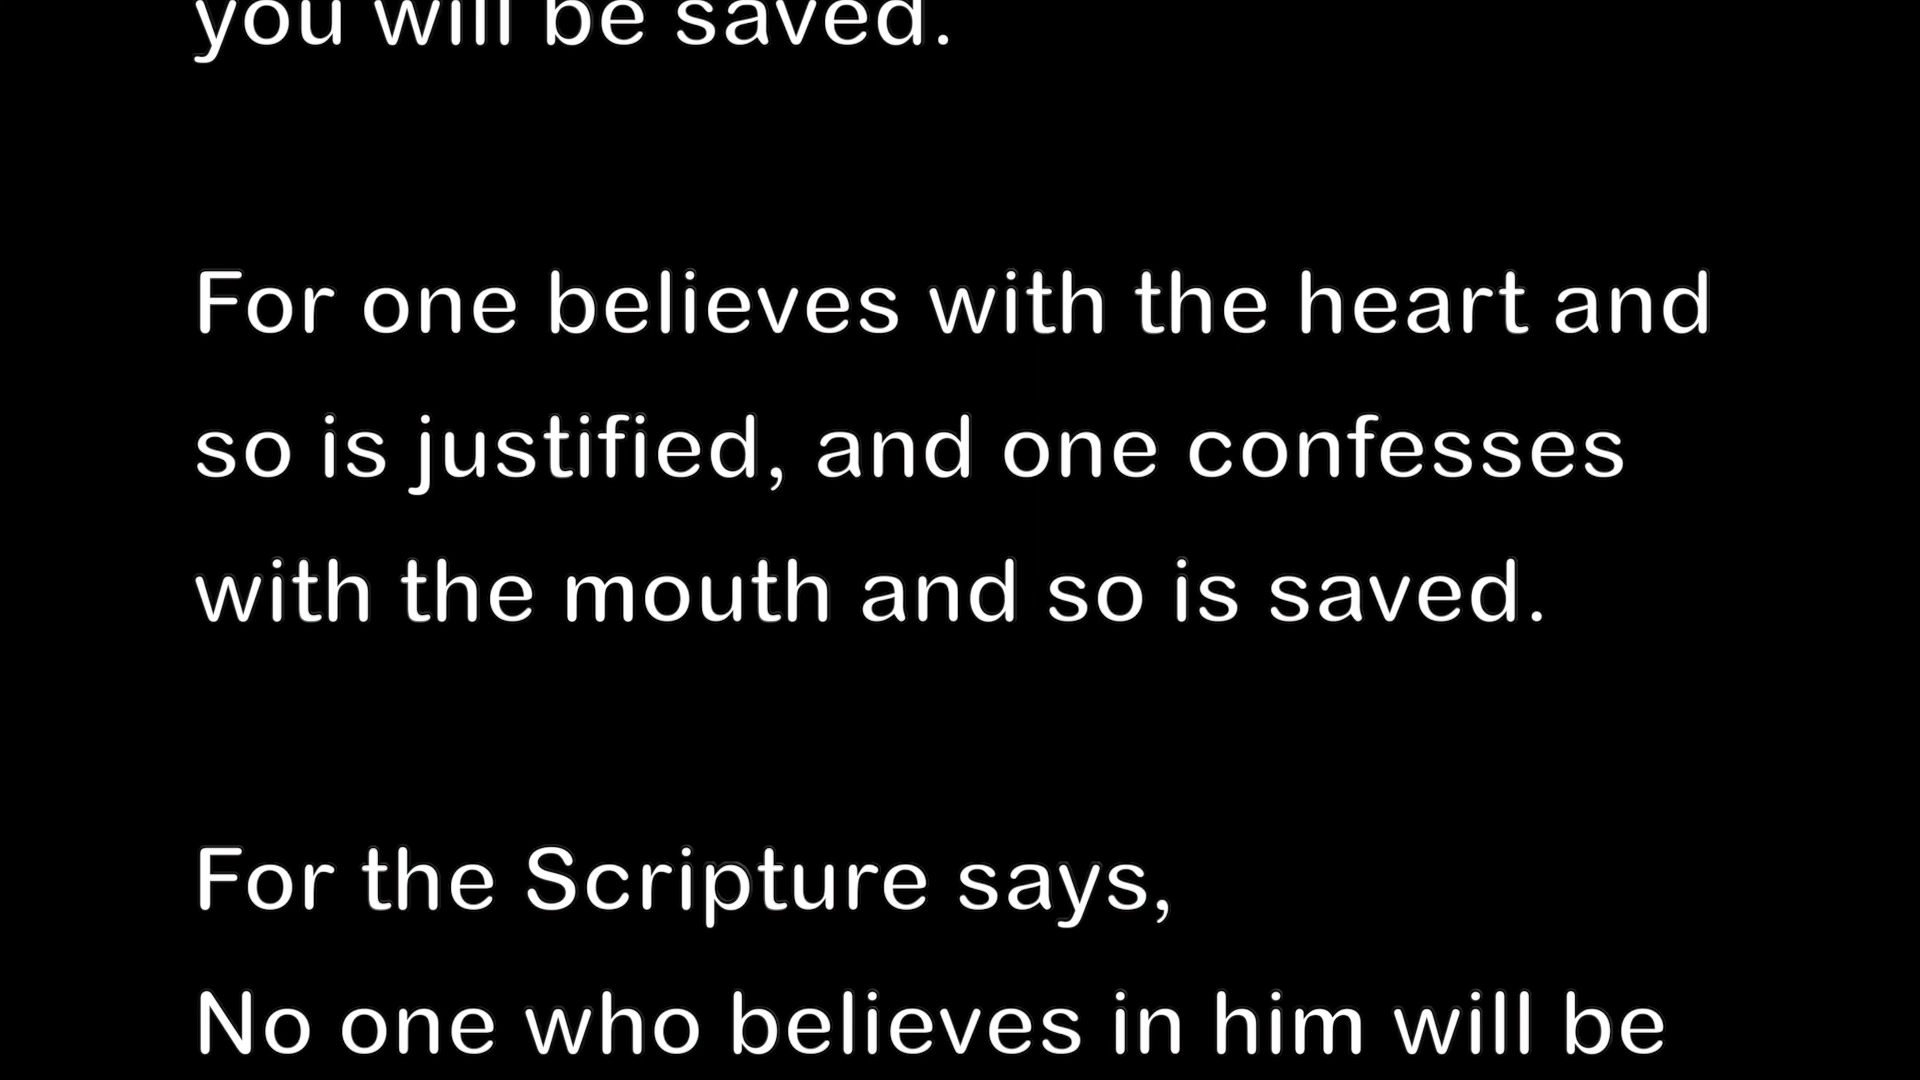 you will be saved.
For one believes with the heart and
so is justified, and one confesses
with the mouth and so is saved.
For the Scripture says,
No one who believes in him will be